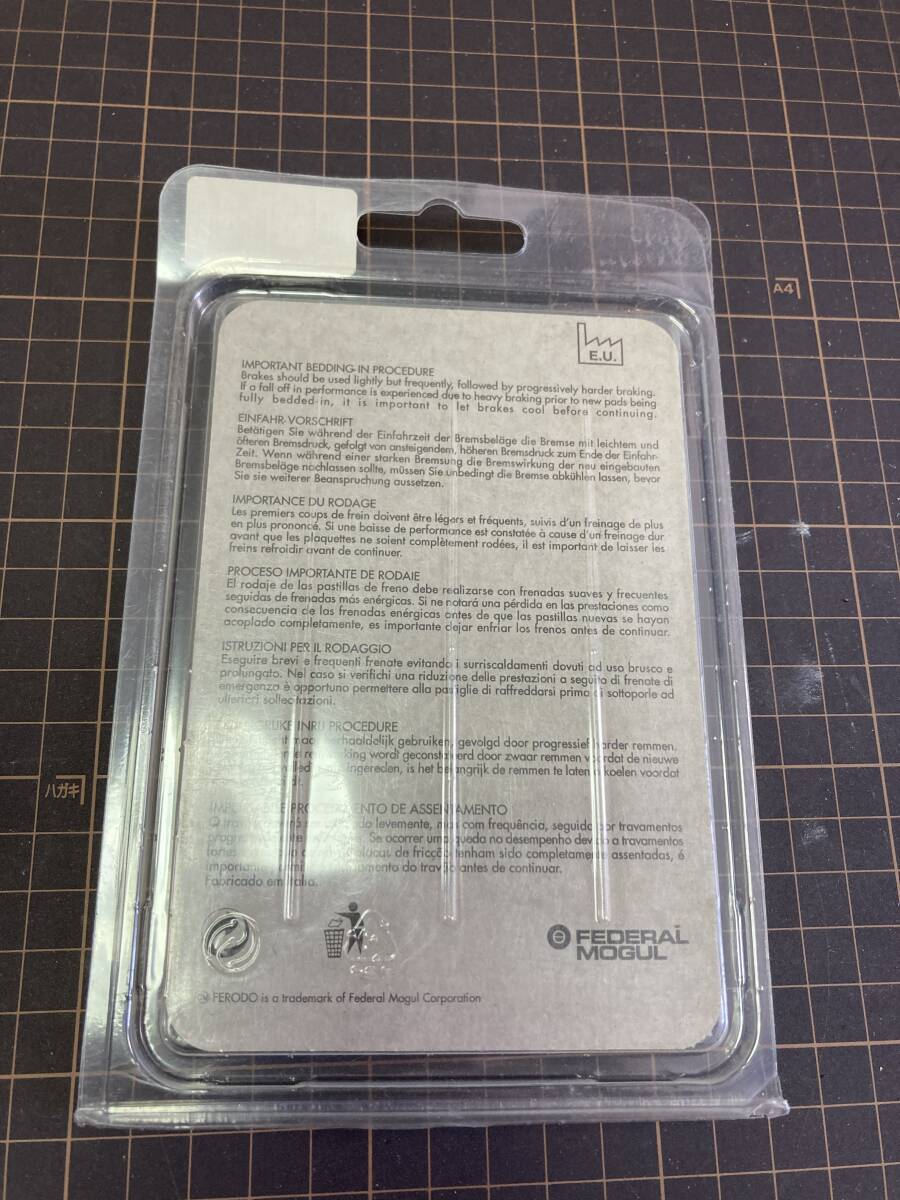 A4
E.U.
IMPORTANT BEDDING-IN PROCEDURE
Brakes should be used lightly but frequently, followed by progressively harder braking.
If a fall off in performance is experienced due to heavy braking prior to new pads being
fully bedded-in, it is important to let brakes cool before continuing.
EINFAHR-VORSCHRIFT
Betätigen Sie während der Einfahrzeit der Bremsbeläge die Bremse mit leichtem und
öfteren Bremsdruck, gefolgt von ansteigendem, höheren Bremsdruck zum Ende der Einfahr-
Zeit. Wenn während einer starken Bremsung die Bremswirkung der neu eingebauten
Bremsbeläge nachlassen sollte, müssen Sie unbedingt die Bremse abkühlen lassen, bevor
Sie sie weiterer Beanspruchung aussetzen.
IMPORTANCE DU RODAGE
Les premiers coups de frein doivent être légers et fréquents, suivis d'un freinage de plus
en plus prononcé. Si une baisse de performance est constatée à cause d'un freinage dur
avant que les plaquettes ne soient complètement rodées, il est important de laisser les
freins refroidir avant de continuer.
PROCESO IMPORTANTE DE RODAIE
El rodaje de las pastillas de freno debe realizarse con frenadas suaves y frecuentes
seguidas de frenadas más enérgicas. Si ne notará una pérdida en las prestaciones como
consecuencia de las frenadas enérgicas antes de que las pastillas nuevas se hayan
acoplado completamente, es importante dejar enfriar los frenos antes de continuar.
ISTRUZIONI PER IL RODAGGIO
Eseguire brevi e frequenti frenate evitando i surriscaldamenti dovuti ad uso brusco e
prolungato. Nel caso si verifichi una riduzione delle prestazioni a seguito di frenate di
emergenza è opportuno permettere alla pastiglie di raffreddarsi prima di sottoporle ad
ulteriori sollecitazioni.
PROCEDURE
gebruiken, gevolgd door progressief harder remmen.
wordt geconstateerd door zwaar remmen voordat de nieuwe
ingereden, is het belangrijk de remmen te laten koelen voordat
ハガキ
DE ASSENTAMENTO
levemente, mas com frequência, seguida por travamentos
Se ocorrer uma queda no desempenho devido a travamentos
de fricção tenham sido completamente assentadas, é
do travão antes de continuar.
Fabricado em Italia.
FEDERAL
MOGUL
FERODO is a trademark of Federal Mogul Corporation